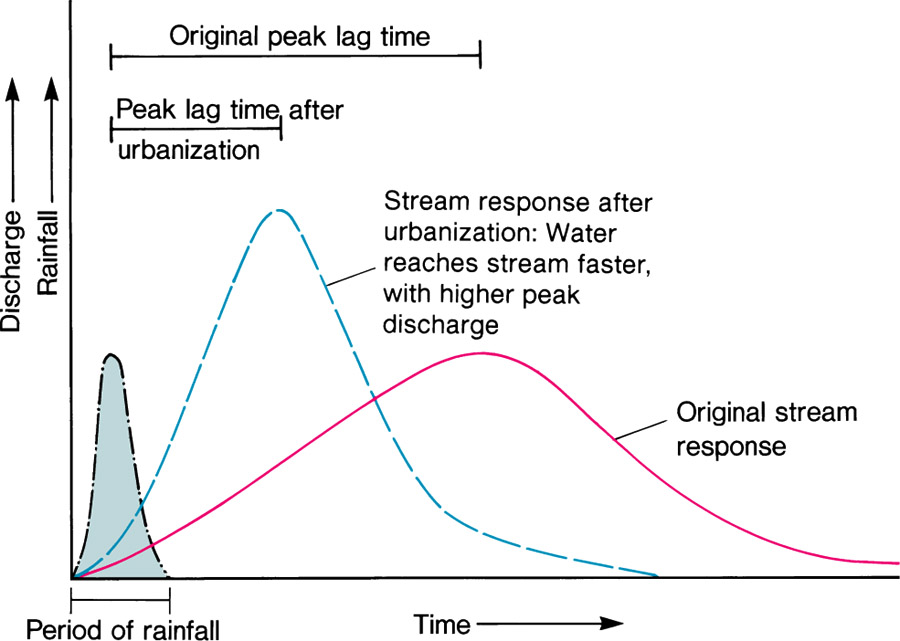 Original peak lag time
Peak lag time after
urbanization
Stream response after
urbanization: Water
reaches stream faster,
with higher peak
discharge
Discharge
Rainfall
Original stream
response
Time
Period of rainfall